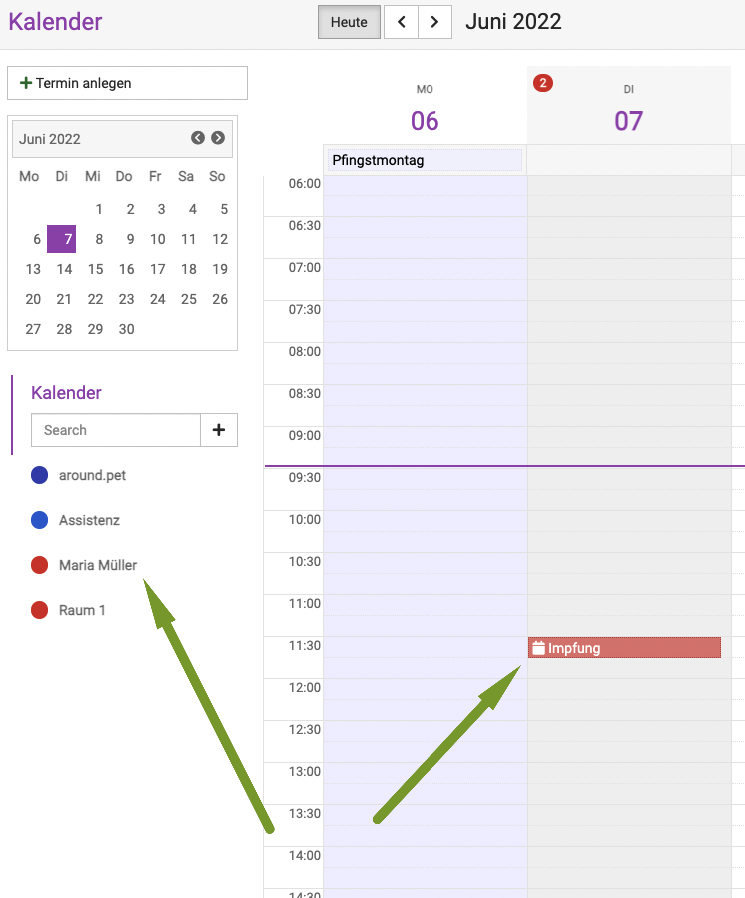 Kalender
Heute
Juni 2022
Termin anlegen
Juni 2022
Mo Di Mi Do Fr Sa So
1 2 3 4 5
6 7 8 9 10 11 12
13 14 15 16 17 18 19
20 21 22 23 24 25 26
27 28 29 30
Kalender
Search
around.pet
Assistenz
Maria Müller
Raum 1
MO
06
2
DI
07
Pfingstmontag
06:00
06:30
07:00
07:30
08:00
08:30
09:00
09:30
10:00
10:30
11:00
11:30
Impfung
12:00
12:30
13:00
13:30
14:00
14:30